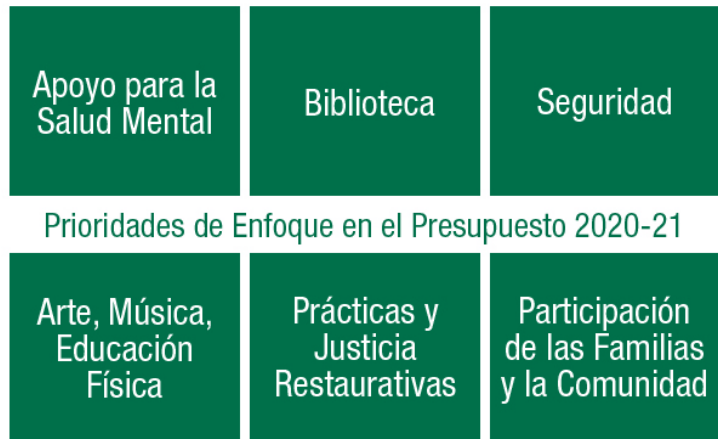 Apoyo para la
Salud Mental
Biblioteca
Seguridad
Prioridades de Enfoque en el Presupuesto 2020-21
Arte, Música,
Educación
Física
Prácticas y
Justicia
Restaurativas
Participación
de las Familias
y la Comunidad